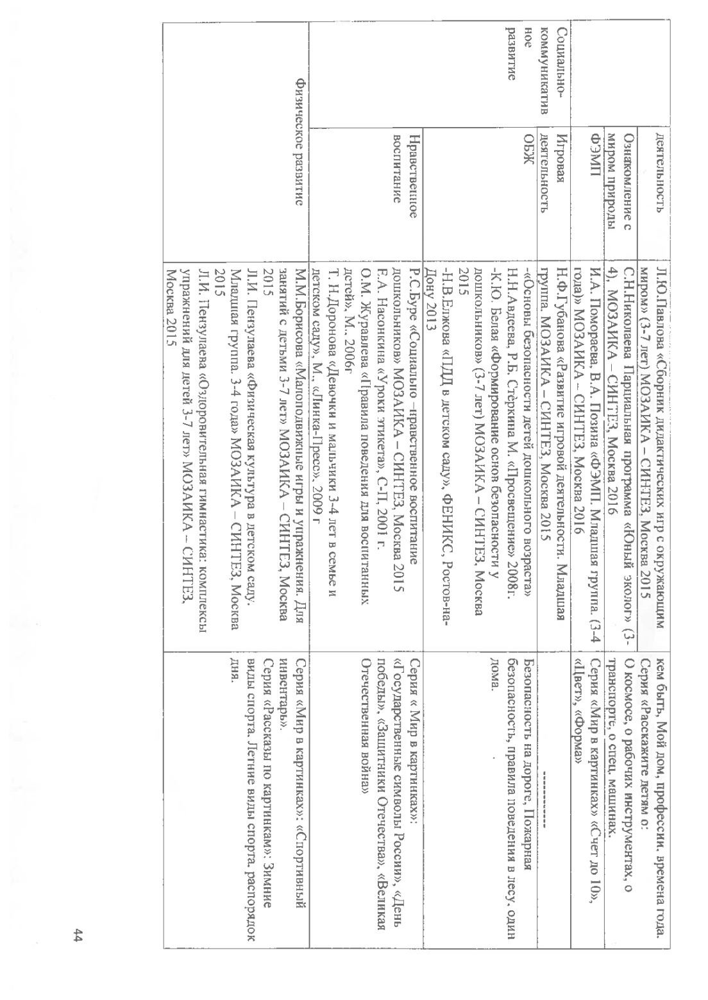 деятельность
Л.Ю.Павлова «Сборник дидактических игр с окружающим
миром» (3-7 лет) МОЗАИКА – СИНТЕЗ, Москва 2015
кем быть, Мой дом, профессии, времена года.
Серия «Расскажите детям о:
О космосе, о рабочих инструментах, о
транспорте, о спец. машинах.
Ознакомление с
миром природы
С.Н.Николаева Парциальная программа «Юный эколог» (3-
4), МОЗАИКА – СИНТЕЗ, Москва 2016
ФЭМП
И.А. Помораева, В.А. Позина «ФЭМП. Младшая группа. (3-4
года)» МОЗАИКА – СИНТЕЗ, Москва 2016
Серия «Мир в картинках» «Счет до 10»,
«Цвет», «Форма»
Социально-
коммуникатив
ное
развитие
Игровая
деятельность
Н.Ф.Губанова «Развитие игровой деятельности. Младшая
группа. МОЗАИКА – СИНТЕЗ, Москва 2015
-----------
ОБЖ
-«Основы безопасности детей дошкольного возраста»
Н.Н.Авдеева, Р.Б. Стёркина М. «Просвещение» 2008г.
-К.Ю. Белая «Формирование основ безопасности у
дошкольников» (3-7 лет) МОЗАИКА – СИНТЕЗ, Москва
2015
-Н.В.Елжова «ПДД в детском саду», ФЕНИКС, Ростов-на-
Дону 2013
Безопасность на дороге, Пожарная
безопасность, правила поведения в лесу, один
дома.
Нравственное
воспитание
Р.С.Буре «Социально –нравственное воспитание
дошкольников» МОЗАИКА – СИНТЕЗ, Москва 2015
Е.А. Насонкина «Уроки этикета», С-П, 2001 г.
О.М. Журавлева «Правила поведения для воспитанных
детей», М., 2006г
Т. Н.Доронова «Девочки и мальчики 3-4 лет в семье и
детском саду», М., «Линка-Пресс», 2009 г
Серия « Мир в картинках»:
«Государственные символы России», «День
победы», «Защитники Отечества», «Великая
Отечественная война»
Физическое развитие
М.М.Борисова «Малоподвижные игры и упражнения. Для
занятий с детьми 3-7 лет» МОЗАИКА – СИНТЕЗ, Москва
2015
Л.И. Пензулаева «Физическая культура в детском саду.
Младшая группа. 3-4 года» МОЗАИКА – СИНТЕЗ, Москва
2015
Л.И. Пензулаева «Оздоровительная гимнастика: комплексы
упражнений для детей 3-7 лет» МОЗАИКА – СИНТЕЗ,
Москва 2015
Серия «Мир в картинках»: «Спортивный
инвентарь».
Серия «Рассказы по картинкам»: Зимние
виды спорта. Летние виды спорта, распорядок
дня.
44